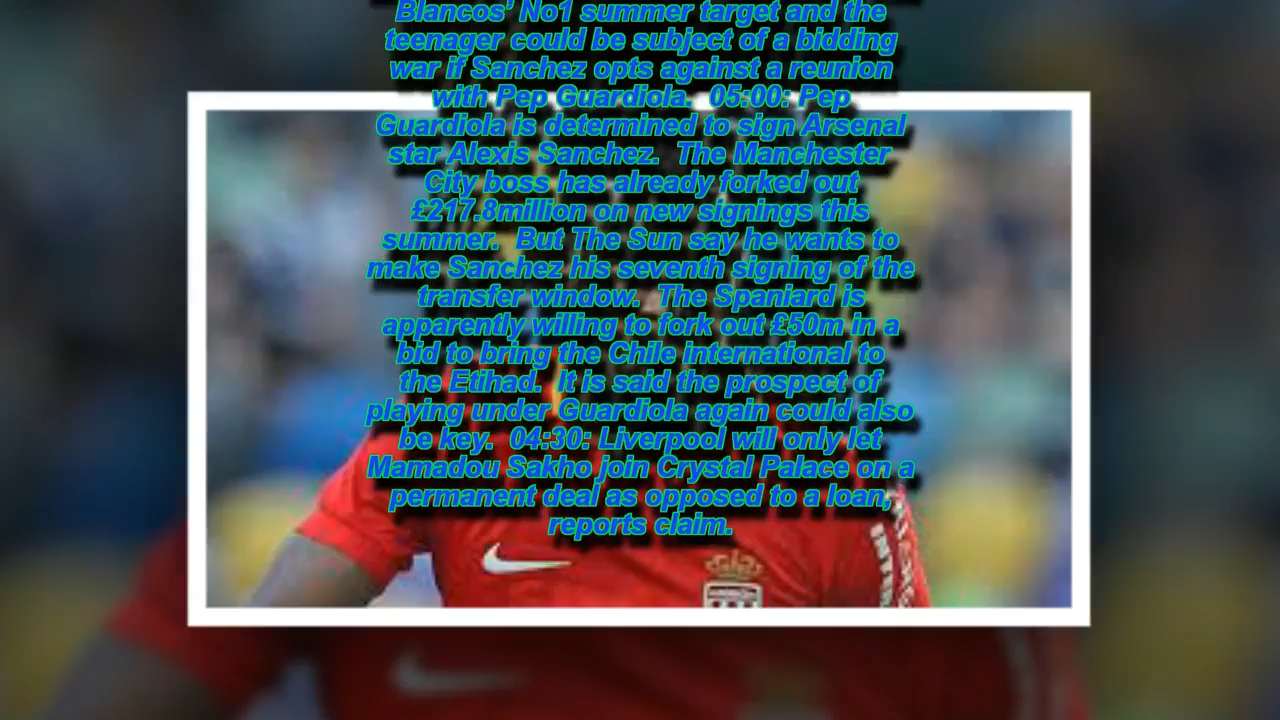 Blancos' No1 summer target and the
teenager could be subject of a bidding
war if Sanchez opts against a reunion
with Pep Guardiola. 05:00: Pep
Guardiola is determined to sign Arsenal
star Alexis Sanchez. The Manchester
City boss has already forked out
£217.8million on new signings this
summer. But The Sun say he wants to
make Sanchez his seventh signing of the
transfer window. The Spaniard is
apparently willing to fork out £50m in a
bid to bring the Chile international to
the Etihad. It is said the prospect of
playing under Guardiola again could also
be key. 04:30: Liverpool will only let
Mamadou Sakho join Crystal Palace on a
permanent deal as opposed to a loan,
reports claim.